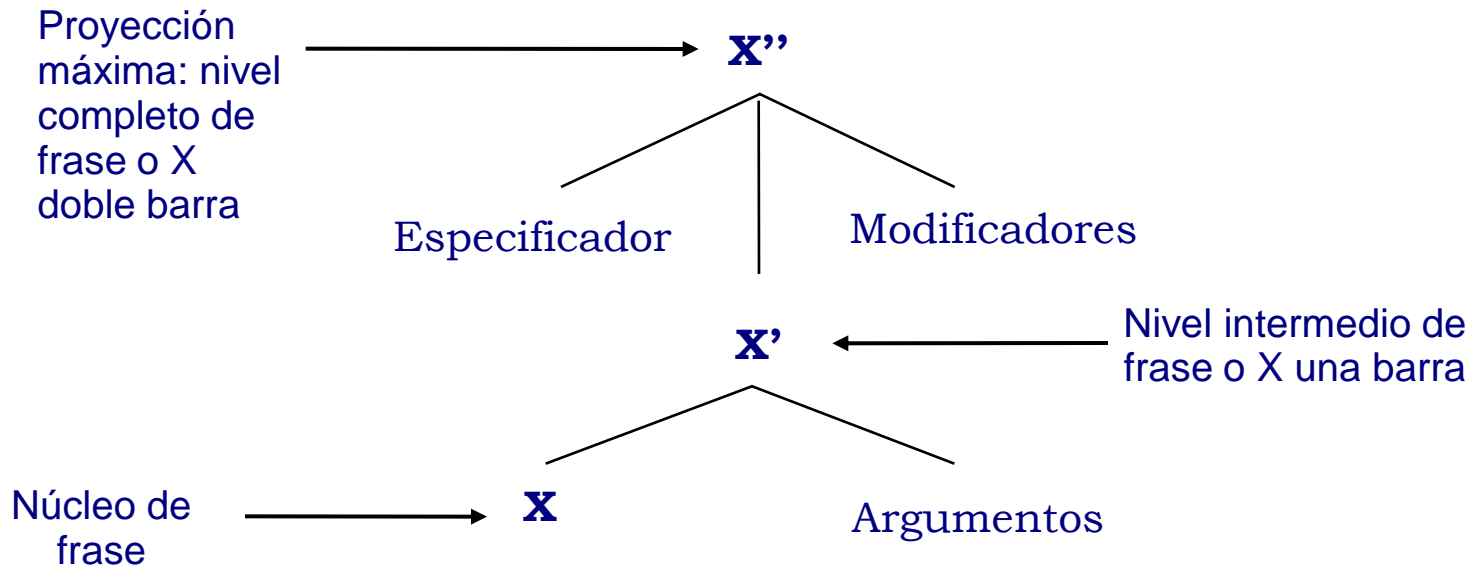 Proyección
máxima: nivel
completo de
frase o X
doble barra
X’’
Especificador
Modificadores
X’
Nivel intermedio de
frase o X una barra
Núcleo de
frase
X
Argumentos